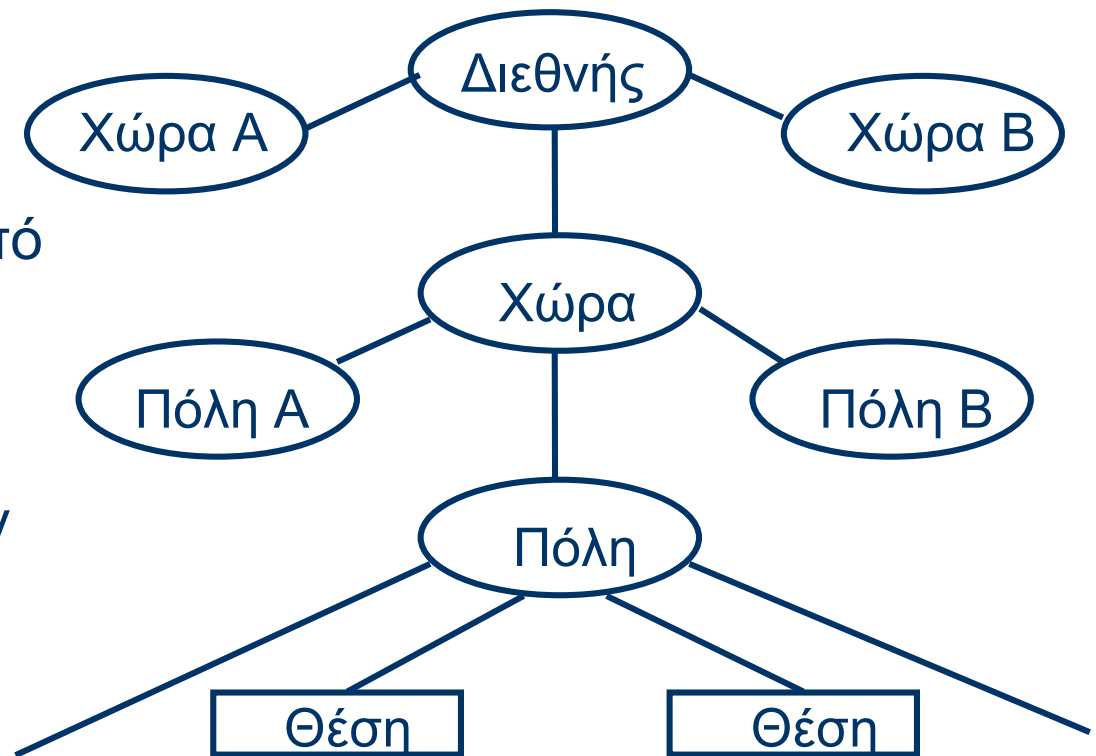 Διεθνής
Χώρα Α
Χώρα Β
Χώρα
Πόλη Α
Πόλη Β
Πόλη
Θέση
Θέση